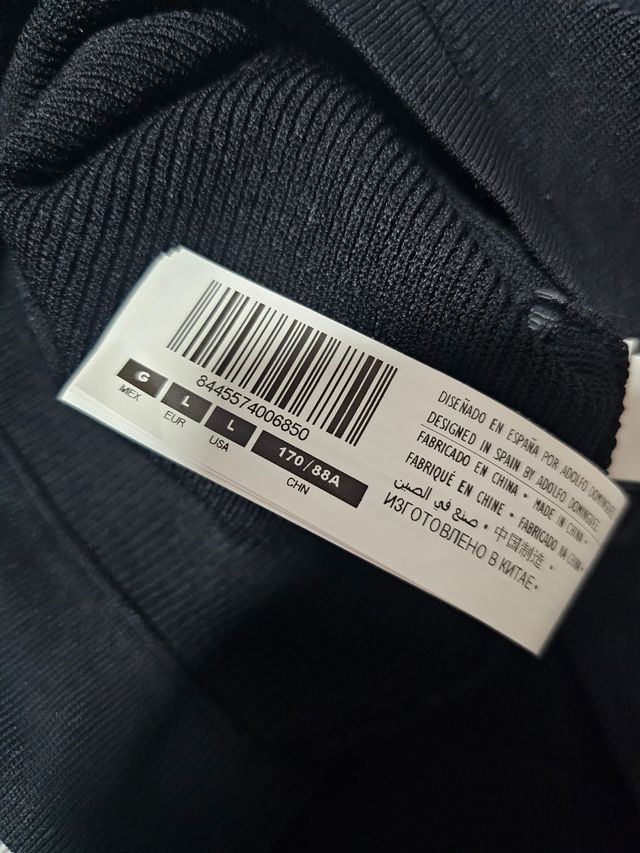 8445574006850
G L L 170/88A
MEX EUR USA CHN
DISEÑADO EN ESPAÑA POR ADOLFO DOMINGUEZ
DESIGNED IN SPAIN BY ADOLFO DOMINGUEZ
FABRICADO EN CHINA • MADE IN CHINA •
FABRIQUÉ EN CHINE • FABRICADO NA CHINA •
صنع في الصين • 中国制造 •
ИЗГОТОВЛЕНО В КИТАЕ •